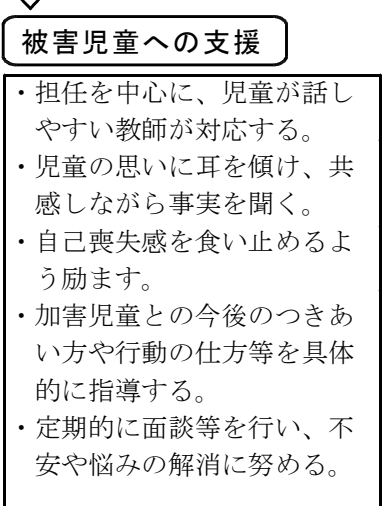 被害児童への支援
・担任を中心に、児童が話し
やすい教師が対応する。
・児童の思いに耳を傾け、共
感しながら事実を聞く。
・自己喪失感を食い止めるよ
う励ます。
・加害児童との今後のつきあ
い方や行動の仕方等を具体
的に指導する。
・定期的に面談等を行い、不
安や悩みの解消に努める。